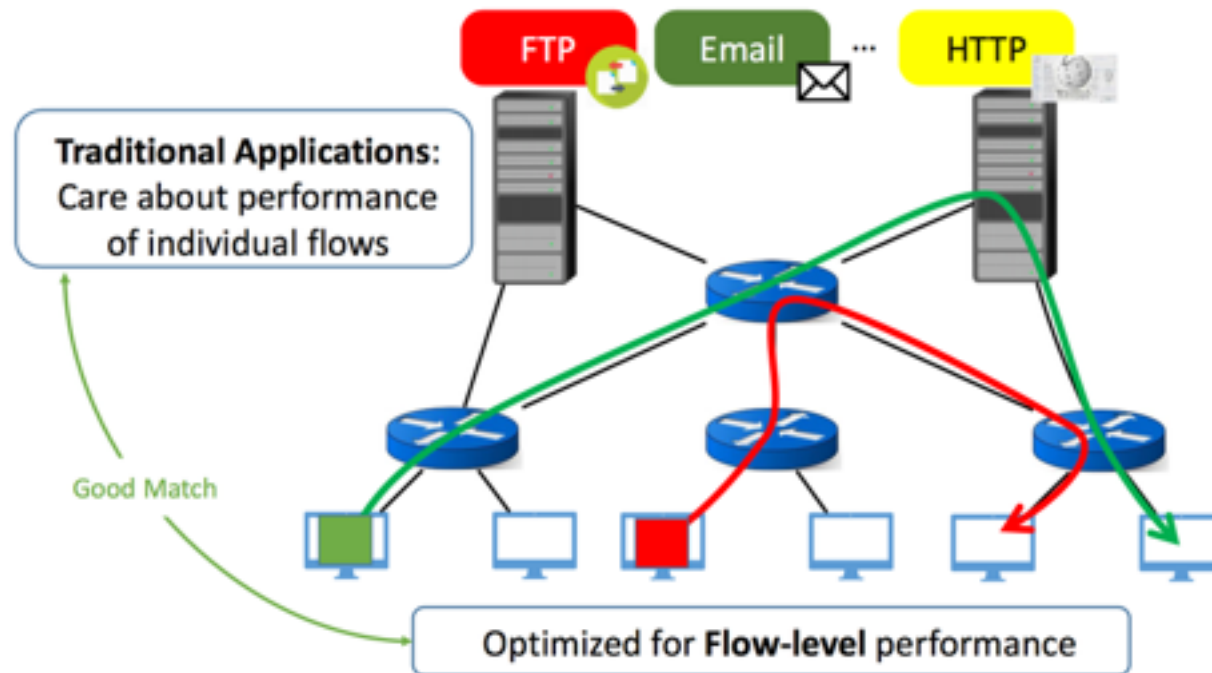 FTP
Email
...
HTTP
Traditional Applications:
Care about performance
of individual flows
Good Match
Optimized for Flow-level performance